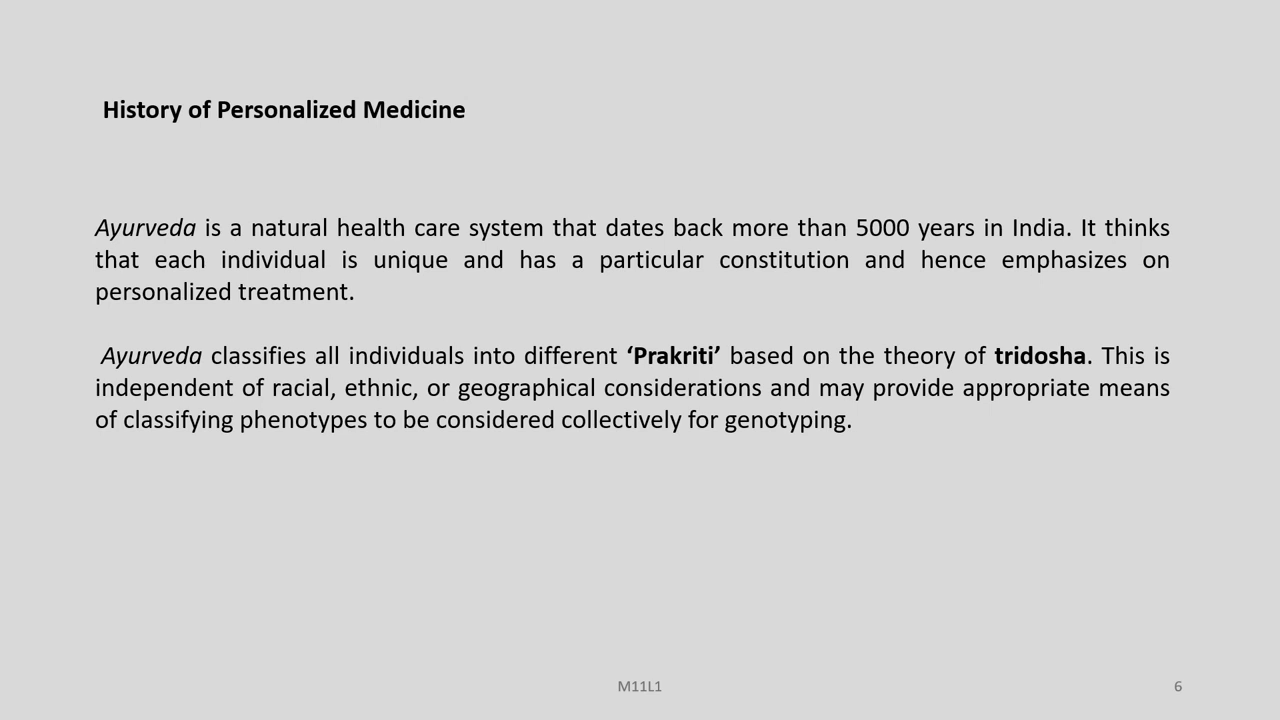 History of Personalized Medicine
Ayurveda is a natural health care system that dates back more than 5000 years in India. It thinks
that each individual is unique and has a particular constitution and hence emphasizes on
personalized treatment.
Ayurveda classifies all individuals into different ‘Prakriti’ based on the theory of tridosha. This is
independent of racial, ethnic, or geographical considerations and may provide appropriate means
of classifying phenotypes to be considered collectively for genotyping.
M11L1
6